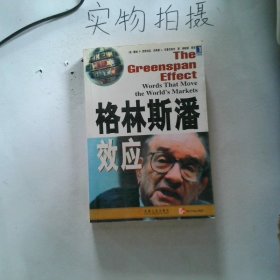 实物拍摄
The
Greenspan
Effect
Words That Move
the World's Markets
格林斯潘
效应